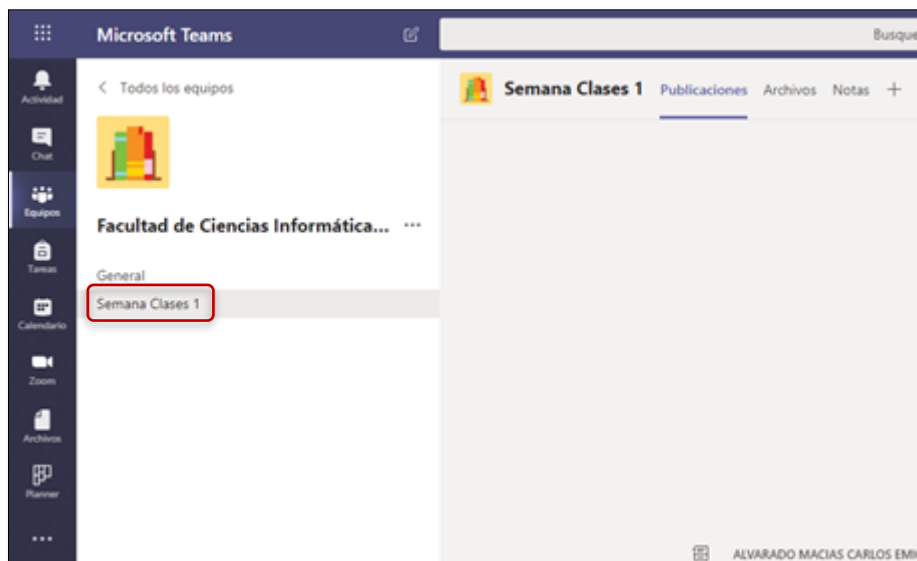 Microsoft Teams
Busque
Actividad
Chat
Equipos
Tareas
Calendario
Zoom
Archivos
Planner
Todos los equipos
Facultad de Ciencias Informática...
General
Semana Clases 1
Semana Clases 1 Publicaciones Archivos Notas
ALVARADO MACIAS CARLOS EMI